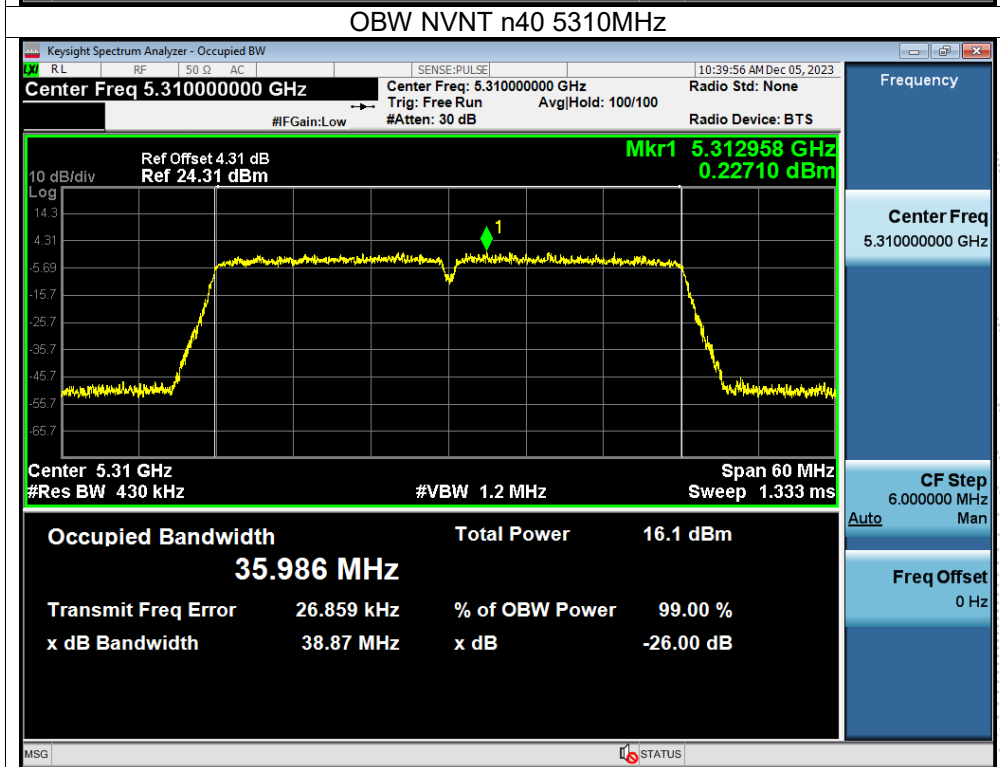 OBW NVNT n40 5310MHz
Keysight Spectrum Analyzer - Occupied BW
LXI RL RF 50 Ω AC SENSE:PULSE 10:39:56 AM Dec 05, 2023
Center Freq 5.310000000 GHz
Center Freq: 5.310000000 GHz Radio Std: None
Trig: Free Run Avg|Hold: 100/100
#IFGain:Low #Atten: 30 dB Radio Device: BTS
Frequency
Mkr1 5.312958 GHz
0.22710 dBm
Ref Offset 4.31 dB
10 dB/div Ref 24.31 dBm
Log
14.3
4.31
-5.69
-15.7
-25.7
-35.7
-45.7
-55.7
-65.7
1
Center 5.31 GHz Span 60 MHz
#Res BW 430 kHz #VBW 1.2 MHz Sweep 1.333 ms
Occupied Bandwidth Total Power 16.1 dBm
35.986 MHz
Transmit Freq Error 26.859 kHz % of OBW Power 99.00 %
x dB Bandwidth 38.87 MHz x dB -26.00 dB
Center Freq
5.310000000 GHz
CF Step
6.000000 MHz
Auto Man
Freq Offset
0 Hz
MSG STATUS